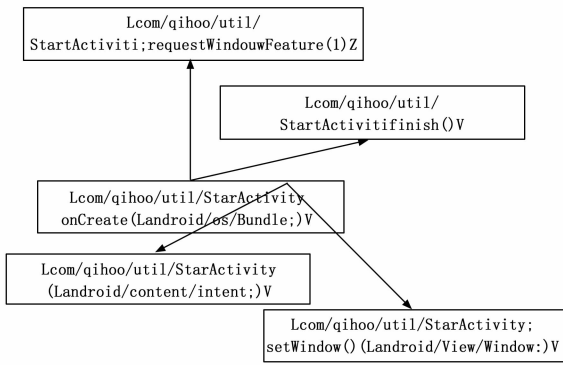 Lcom/qihoo/util/
StartActiviti;requestWindouwFeature(1)Z
Lcom/qihoo/util/
StartActivitifinish()V
Lcom/qihoo/util/StarActivity
onCreate(Landroid/os/Bundle;)V
Lcom/qihoo/util/StarActivity
(Landroid/content/intent;)V
Lcom/qihoo/util/StarActivity;
setWindow()(Landroid/View/Window:)V